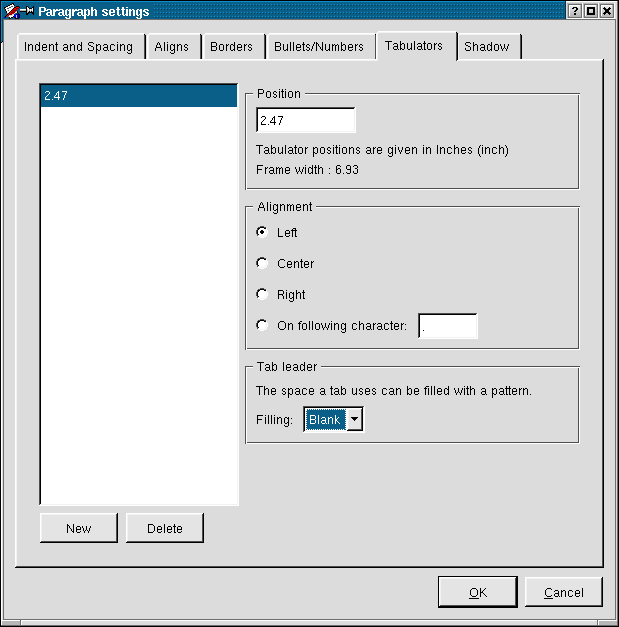 Paragraph settings
Indent and Spacing Aligns Borders Bullets/Numbers Tabulators Shadow
2.47
Position
2.47
Tabulator positions are given in Inches (inch)
Frame width : 6.93
Alignment
Left
Center
Right
On following character: .
Tab leader
The space a tab uses can be filled with a pattern.
Filling: Blank
New Delete
OK Cancel